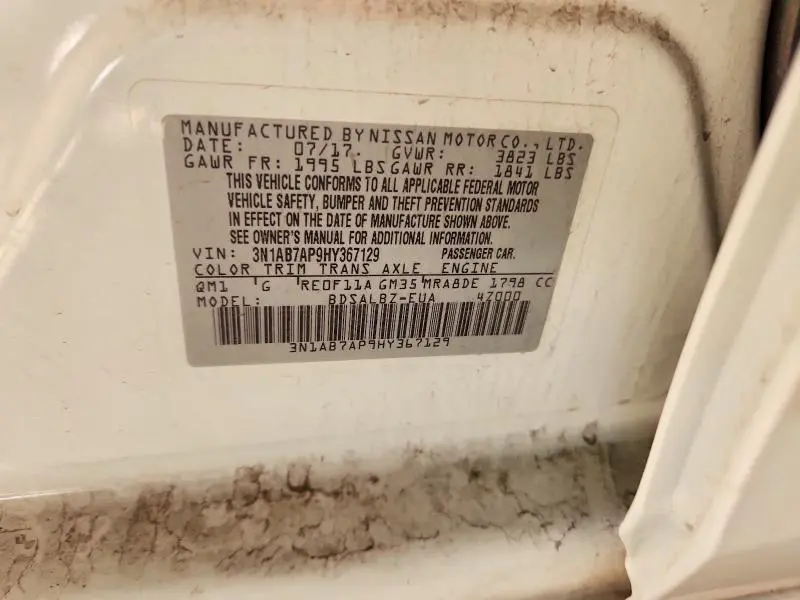 MANUFACTURED BY NISSAN MOTOR CO., LTD.
DATE: 07/17. GVWR: 3823 LBS
GAWR FR: 1995 LBS GAWR RR: 1841 LBS
THIS VEHICLE CONFORMS TO ALL APPLICABLE FEDERAL MOTOR
VEHICLE SAFETY, BUMPER AND THEFT PREVENTION STANDARDS
IN EFFECT ON THE DATE OF MANUFACTURE SHOWN ABOVE.
SEE OWNER'S MANUAL FOR ADDITIONAL INFORMATION.
VIN: 3N1AB7AP9HY367129 PASSENGER CAR.
COLOR TRIM TRANS AXLE ENGINE
QM1 G RE0F11A GM35 MRA8DE 1798 CC
MODEL: BDSALBZ-EUA 4Z000
3N1AB7AP9HY367129